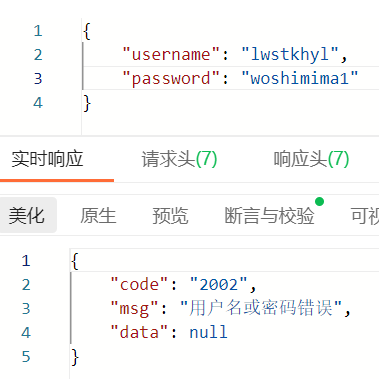 1 {
2 "username": "lwstkhyl",
3 "password": "woshimima1"
4 }
实时响应 请求头(7) 响应头(7)
美化 原生 预览 断言与校验 可视
1 {
2 "code": "2002",
3 "msg": "用户名或密码错误",
4 "data": null
5 }